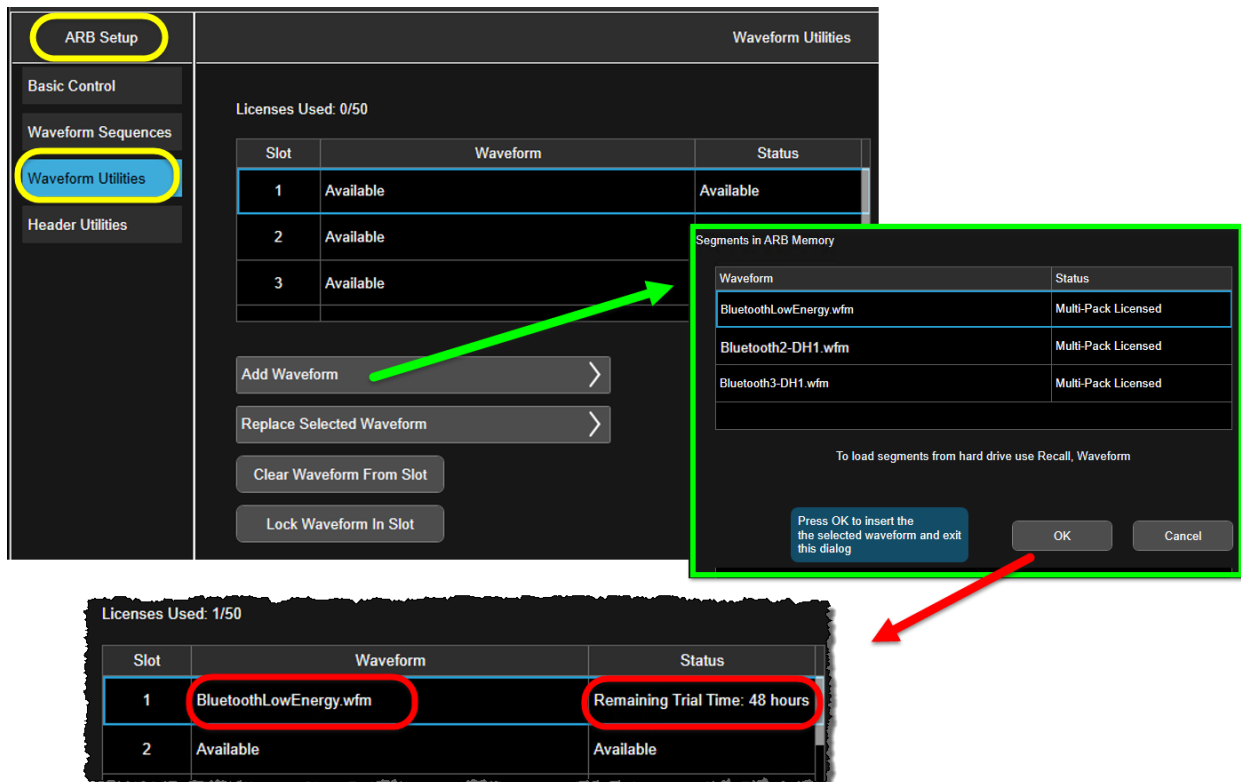 ARB Setup
Waveform Utilities
Basic Control
Waveform Sequences
Waveform Utilities
Header Utilities
Licenses Used: 0/50
Slot Waveform Status
1 Available Available
2 Available
3 Available
Add Waveform
Replace Selected Waveform
Clear Waveform From Slot
Lock Waveform In Slot
Segments in ARB Memory
Waveform Status
BluetoothLowEnergy.wfm Multi-Pack Licensed
Bluetooth2-DH1.wfm Multi-Pack Licensed
Bluetooth3-DH1.wfm Multi-Pack Licensed
To load segments from hard drive use Recall, Waveform
Press OK to insert the
the selected waveform and exit
this dialog
OK Cancel
Licenses Used: 1/50
Slot Waveform Status
1 BluetoothLowEnergy.wfm Remaining Trial Time: 48 hours
2 Available Available